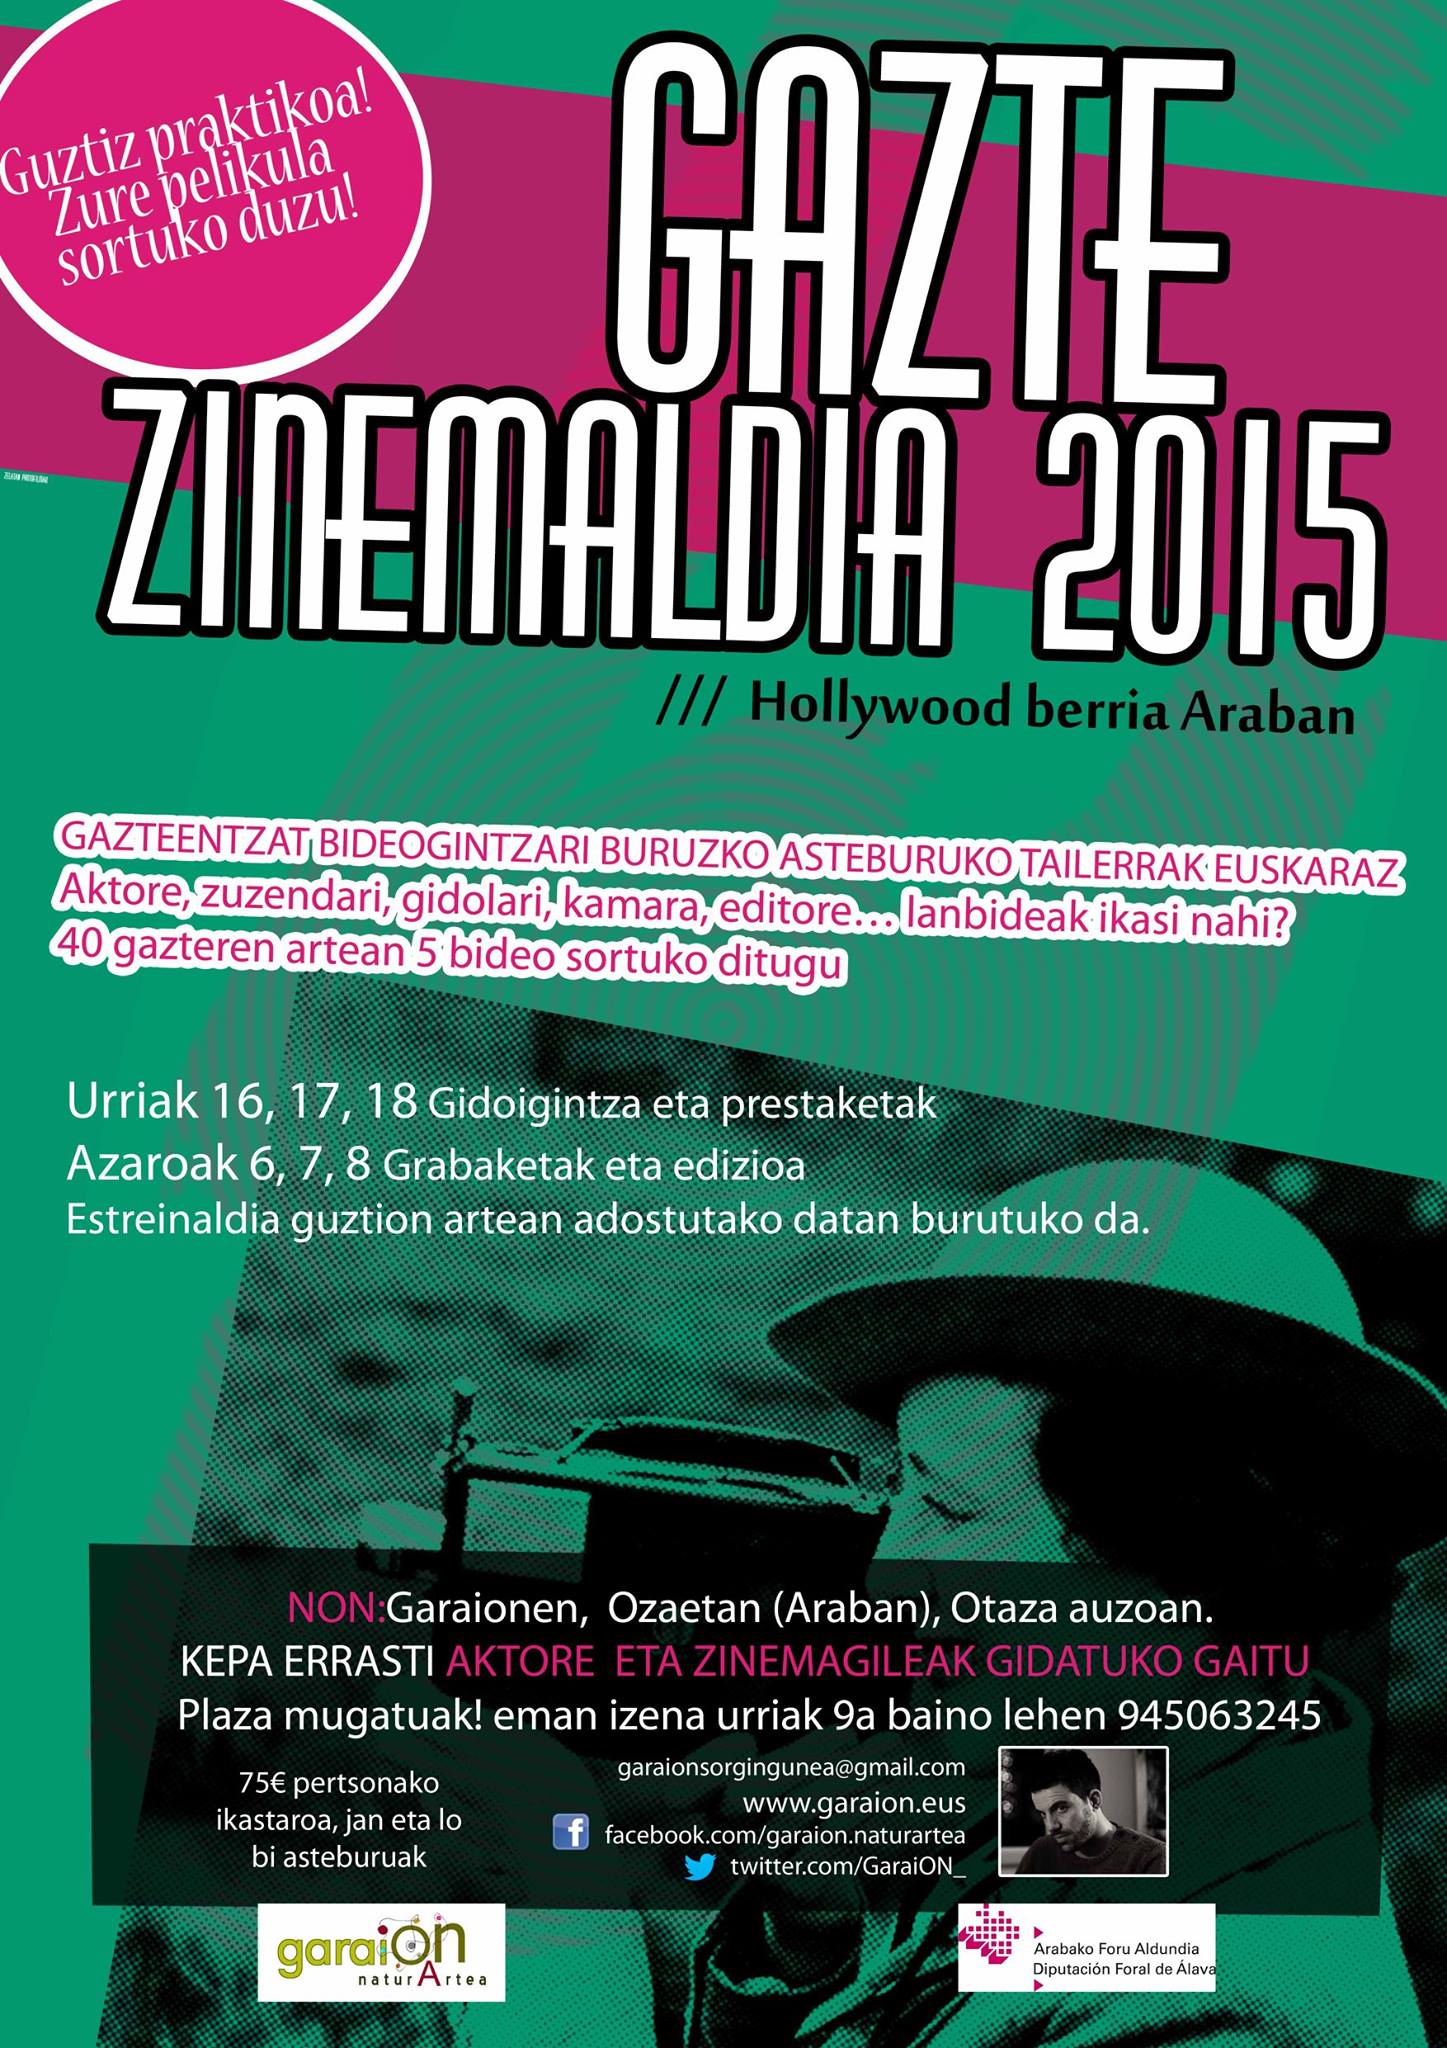 Guztiz praktikoa!
Zure pelikula
sortuko duzu!
GAZTE
ZINEMALDIA 2015
/// Hollywood berria Araban
GAZTEENTZAT BIDEOGINTZARI BURUZKO ASTEBURUKO TAILERRAK EUSKARAZ
Aktore, zuzendari, gidolari, kamara, editore... lanbideak ikasi nahi?
40 gazteren artean 5 bideo sortuko ditugu
Urriak 16, 17, 18 Gidoigintza eta prestaketak
Azaroak 6, 7, 8 Grabaketak eta edizioa
Estreinaldia guztion artean adostutako datan burutuko da.
NON:Garaionen, Ozaetan (Araban), Otaza auzoan.
KEPA ERRASTI AKTORE ETA ZINEMAGILEAK GIDATUKO GAITU
Plaza mugatuak! eman izena urriak 9a baino lehen 945063245
75€ pertsonako
ikastaroa, jan eta lo
bi asteburuak
garaionsorgingunea@gmail.com
www.garaion.eus
facebook.com/garaion.naturartea
twitter.com/GaraiON_
garaion
naturArtea
Arabako Foru Aldundia
Diputación Foral de Álava